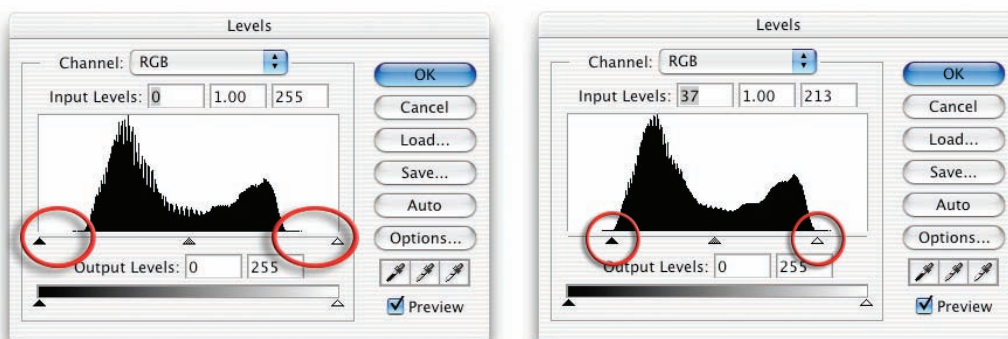 Levels
Channel: RGB
OK
Input Levels: 0 1.00 255
Cancel
Load...
Save...
Auto
Options...
Output Levels: 0 255
Preview
Levels
Channel: RGB
OK
Input Levels: 37 1.00 213
Cancel
Load...
Save...
Auto
Options...
Output Levels: 0 255
Preview